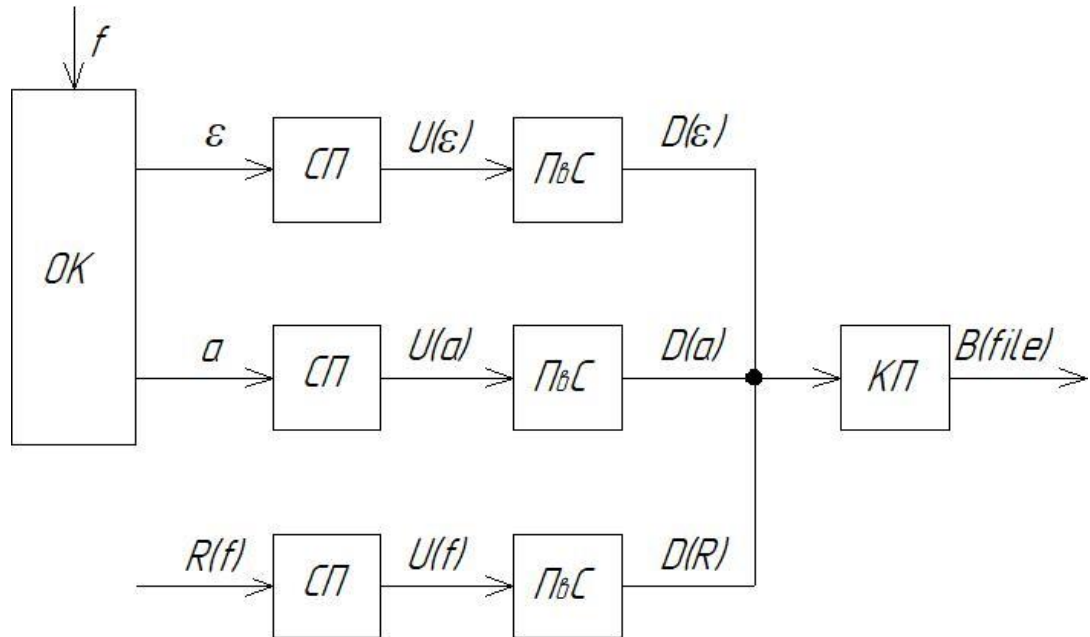 f
ε СП U(ε) ПвС D(ε)
ОК
а СП U(а) ПвС D(а) КП B(file)
R(f) СП U(f) ПвС D(R)